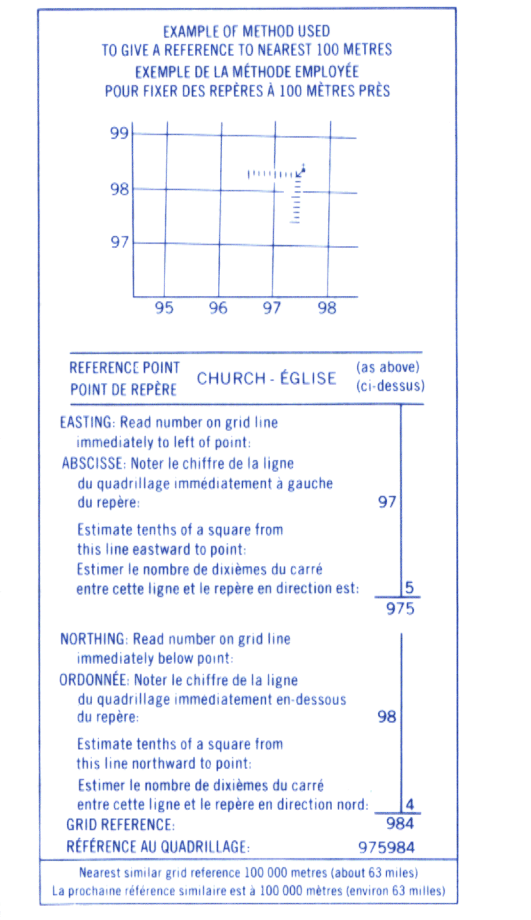 EXAMPLE OF METHOD USED
TO GIVE A REFERENCE TO NEAREST 100 METRES
EXEMPLE DE LA MÉTHODE EMPLOYÉE
POUR FIXER DES REPÈRES À 100 MÈTRES PRÈS
99
98
97
95 96 97 98
REFERENCE POINT
POINT DE REPÈRE
CHURCH - ÉGLISE
(as above)
(ci-dessus)
EASTING: Read number on grid line
immediately to left of point:
ABSCISSE: Noter le chiffre de la ligne
du quadrillage immédiatement à gauche
du repère: 97
Estimate tenths of a square from
this line eastward to point:
Estimer le nombre de dixièmes du carré
entre cette ligne et le repère en direction est: 5
975
NORTHING: Read number on grid line
immediately below point:
ORDONNÉE: Noter le chiffre de la ligne
du quadrillage immediatement en-dessous
du repère: 98
Estimate tenths of a square from
this line northward to point:
Estimer le nombre de dixièmes du carré
entre cette ligne et le repère en direction nord: 4
GRID REFERENCE: 984
RÉFÉRENCE AU QUADRILLAGE: 975984
Nearest similar grid reference 100 000 metres (about 63 miles)
La prochaine référence similaire est à 100 000 mètres (environ 63 milles)